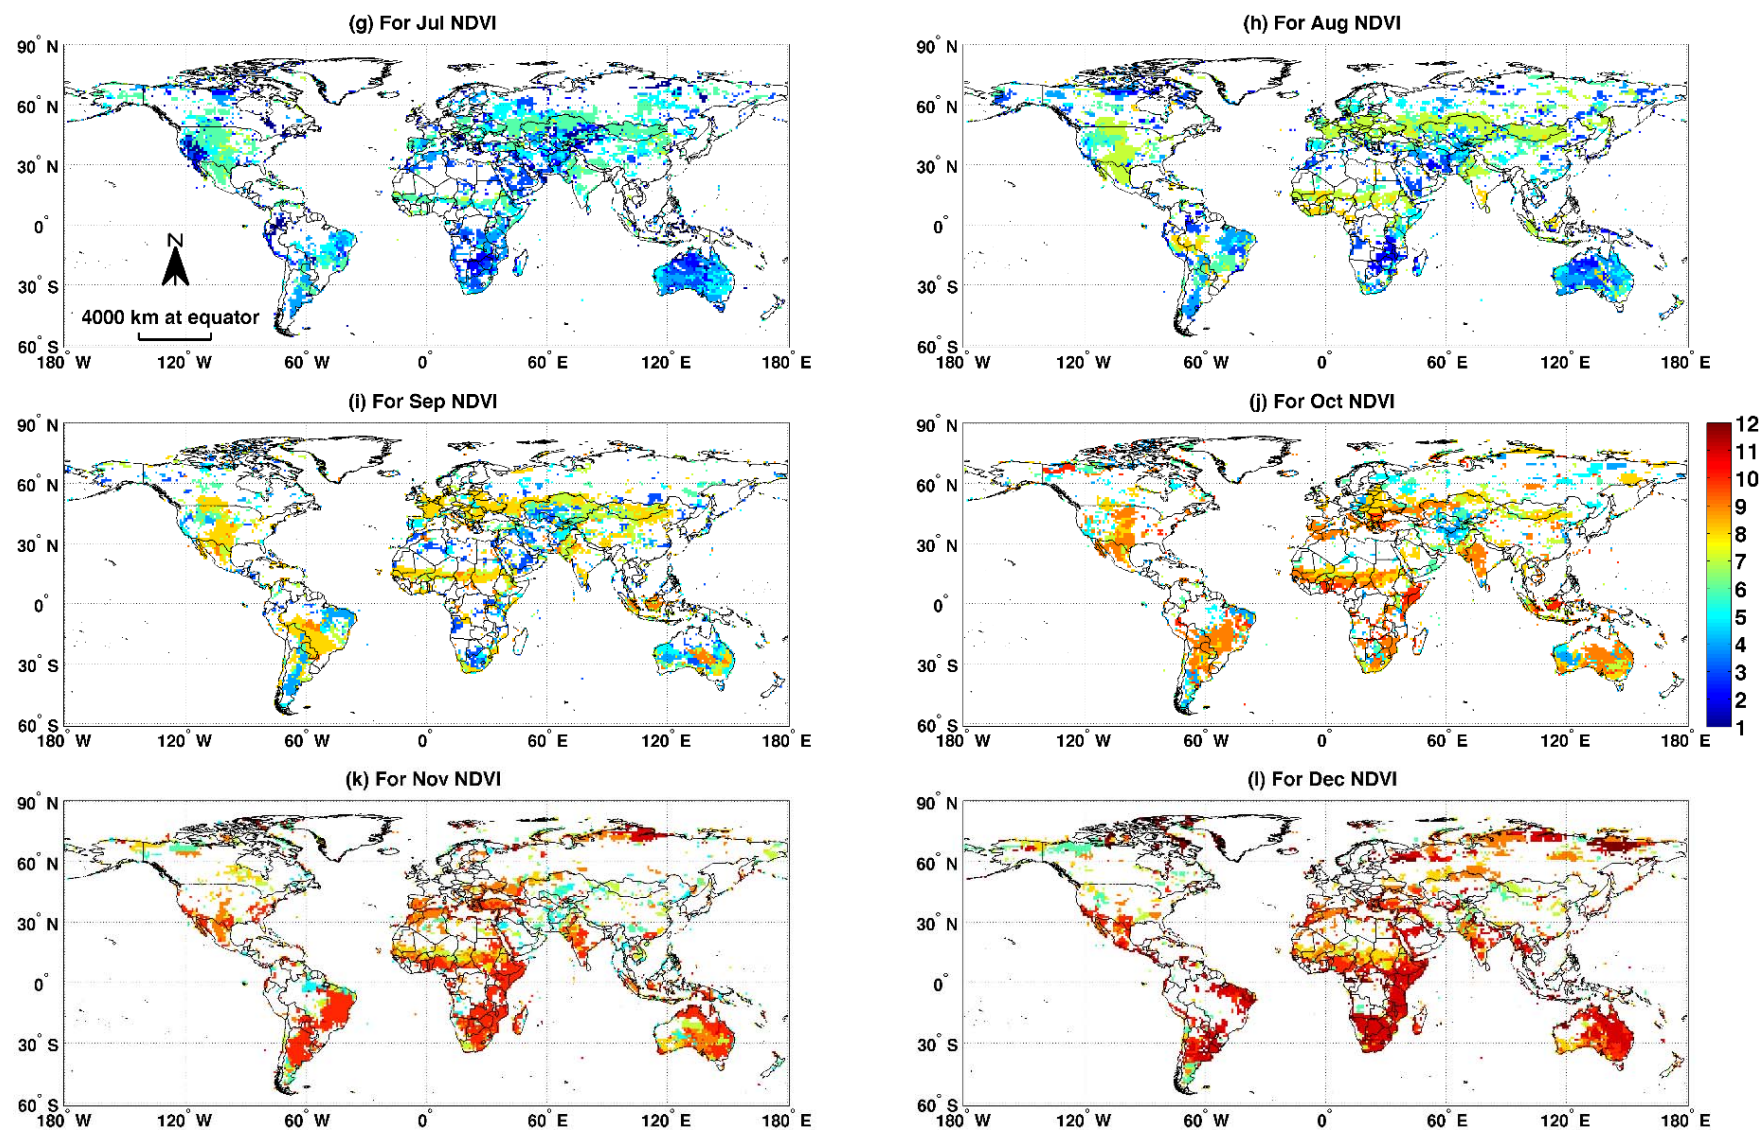 (g) For Jul NDVI
(h) For Aug NDVI
90° N
60° N
30° N
0°
30° S
60° S
N
4000 km at equator
180° W
120° W
60° W
0°
60° E
120° E
180° E
90° N
60° N
30° N
0°
30° S
60° S
180° W
120° W
60° W
0°
60° E
120° E
180° E
(i) For Sep NDVI
(j) For Oct NDVI
90° N
60° N
30° N
0°
30° S
60° S
180° W
120° W
60° W
0°
60° E
120° E
180° E
90° N
60° N
30° N
0°
30° S
60° S
180° W
120° W
60° W
0°
60° E
120° E
180° E
12
11
10
9
8
7
6
5
4
3
2
1
(k) For Nov NDVI
(l) For Dec NDVI
90° N
60° N
30° N
0°
30° S
60° S
180° W
120° W
60° W
0°
60° E
120° E
180° E
90° N
60° N
30° N
0°
30° S
60° S
180° W
120° W
60° W
0°
60° E
120° E
180° E